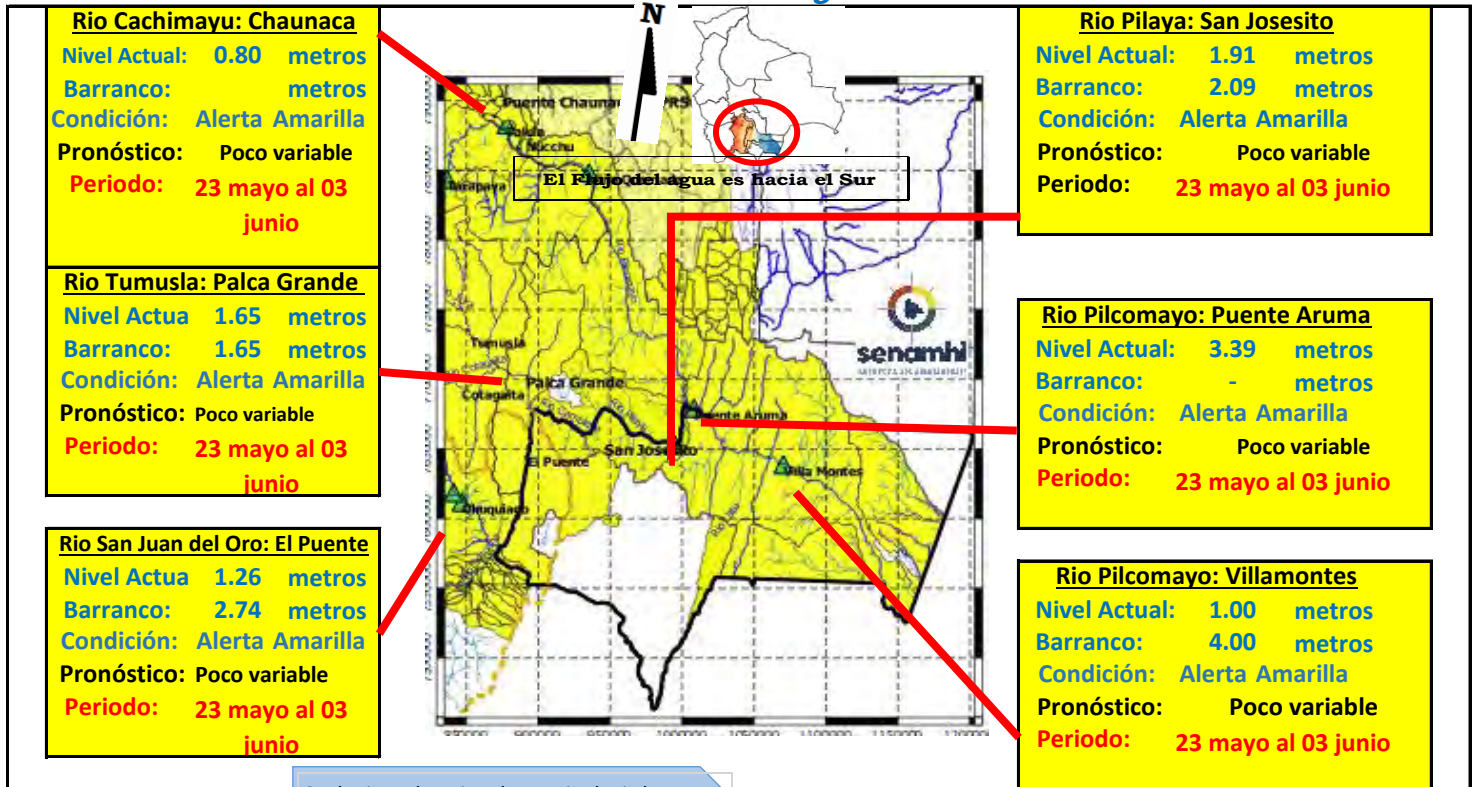 Rio Cachimayu: Chaunaca
Nivel Actual: 0.80 metros
Barranco: metros
Condición: Alerta Amarilla
Pronóstico: Poco variable
Periodo: 23 mayo al 03
junio
Rio Tumusla: Palca Grande
Nivel Actua 1.65 metros
Barranco: 1.65 metros
Condición: Alerta Amarilla
Pronóstico: Poco variable
Periodo: 23 mayo al 03
junio
Rio San Juan del Oro: El Puente
Nivel Actua 1.26 metros
Barranco: 2.74 metros
Condición: Alerta Amarilla
Pronóstico: Poco variable
Periodo: 23 mayo al 03
junio
N
Puente Chauna
Nucchu
El Flujo del agua es hacia el Sur
Tarapaya
senamhi
Tumusla
Palca Grande
Cotagaita
Puente Aruma
San Josesito
El Puente
Villa Montes
Chuquiago
900000
1000000
1050000
1100000
1150000
Rio Pilaya: San Josesito
Nivel Actual: 1.91 metros
Barranco: 2.09 metros
Condición: Alerta Amarilla
Pronóstico: Poco variable
Periodo: 23 mayo al 03 junio
Rio Pilcomayo: Puente Aruma
Nivel Actual: 3.39 metros
Barranco: - metros
Condición: Alerta Amarilla
Pronóstico: Poco variable
Periodo: 23 mayo al 03 junio
Rio Pilcomayo: Villamontes
Nivel Actual: 1.00 metros
Barranco: 4.00 metros
Condición: Alerta Amarilla
Pronóstico: Poco variable
Periodo: 23 mayo al 03 junio